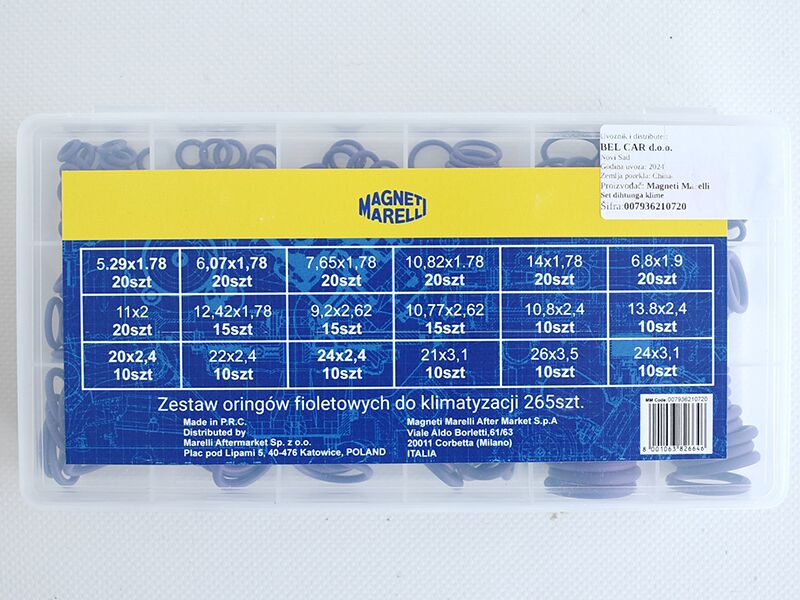 Uvoznik i distributer:
BEL CAR d.o.o.
Novi Sad
Godina uvoza: 2024
Zemlja porekla: China
Proizvođač: Magneti Marelli
Set dihtunga klime
Šifra:007936210720
MAGNETI
MARELLI
5.29x1.78 6,07x1,78 7,65x1,78 10,82x1.78 14x1,78 6,8x1.9
20szt 20szt 20szt 20szt 20szt 20szt
11x2 12,42x1,78 9,2x2,62 10,77x2,62 10,8x2,4 13.8x2,4
20szt 15szt 15szt 15szt 10szt 10szt
20x2,4 22x2,4 24x2,4 21x3,1 26x3,5 24x3,1
10szt 10szt 10szt 10szt 10szt 10szt
Zestaw oringów fioletowych do klimatyzacji 265szt.
Made in P.R.C.
Distributed by
Marelli Aftermarket Sp. z o.o.
Plac pod Lipami 5, 40-476 Katowice, POLAND
Magneti Marelli After Market S.p.A
Viale Aldo Borletti,61/63
20011 Corbetta (Milano)
ITALIA
MM Code. 007936210720
8 001063 826646